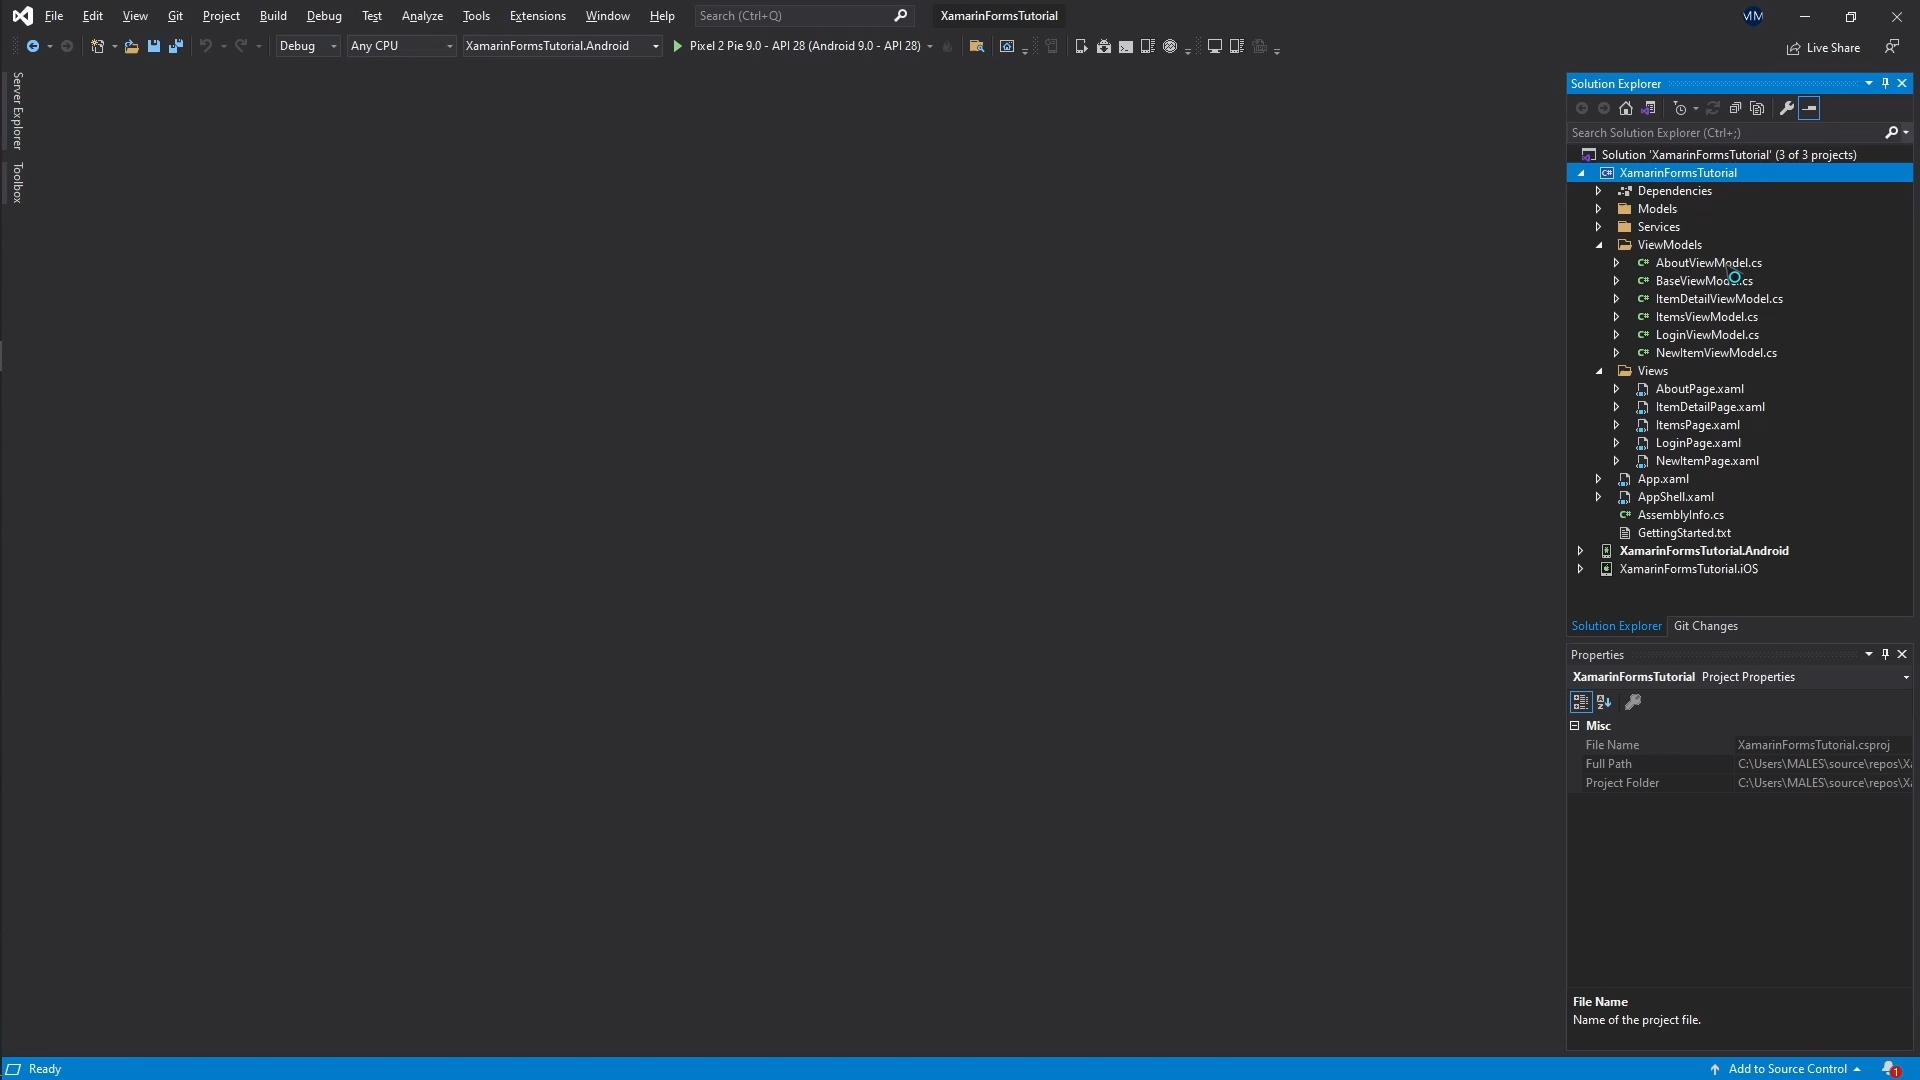 File Edit View Git Project Build Debug Test Analyze Tools Extensions Window Help Search (Ctrl+Q) XamarinFormsTutorial MM
Debug Any CPU XamarinFormsTutorial.Android Pixel 2 Pie 9.0 - API 28 (Android 9.0 - API 28) Live Share
Server Explorer
Toolbox
Solution Explorer
Search Solution Explorer (Ctrl+;)
Solution 'XamarinFormsTutorial' (3 of 3 projects)
C# XamarinFormsTutorial
Dependencies
Models
Services
ViewModels
C# AboutViewModel.cs
C# BaseViewModel.cs
C# ItemDetailViewModel.cs
C# ItemsViewModel.cs
C# LoginViewModel.cs
C# NewItemViewModel.cs
Views
AboutPage.xaml
ItemDetailPage.xaml
ItemsPage.xaml
LoginPage.xaml
NewItemPage.xaml
App.xaml
AppShell.xaml
C# AssemblyInfo.cs
GettingStarted.txt
XamarinFormsTutorial.Android
XamarinFormsTutorial.iOS
Solution Explorer Git Changes
Properties
XamarinFormsTutorial Project Properties
Misc
File Name XamarinFormsTutorial.csproj
Full Path C:\Users\MALES\source\repos\Xa
Project Folder C:\Users\MALES\source\repos\Xa
File Name
Name of the project file.
Ready Add to Source Control 1